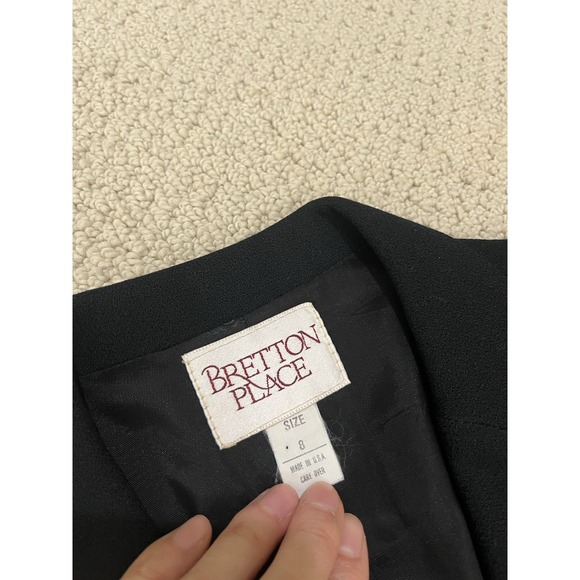 BRETTON
PLACE
SIZE
8
MADE IN U.S.A
CARE OVER